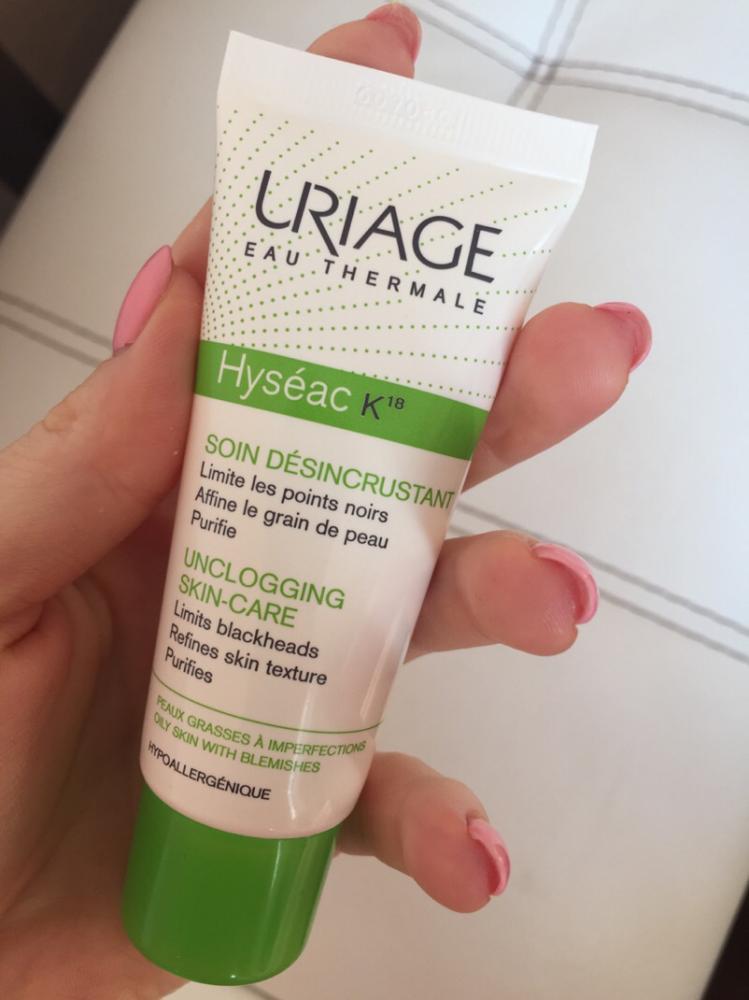 URIAGE
EAU THERMALE
Hyséac K18
SOIN DÉSINCRUSTANT
Limite les points noirs
Affine le grain de peau
Purifie
UNCLOGGING
SKIN-CARE
Limits blackheads
Refines skin texture
Purifies
PEAUX GRASSES À IMPERFECTIONS
OILY SKIN WITH BLEMISHES
HYPOALLERGÉNIQUE